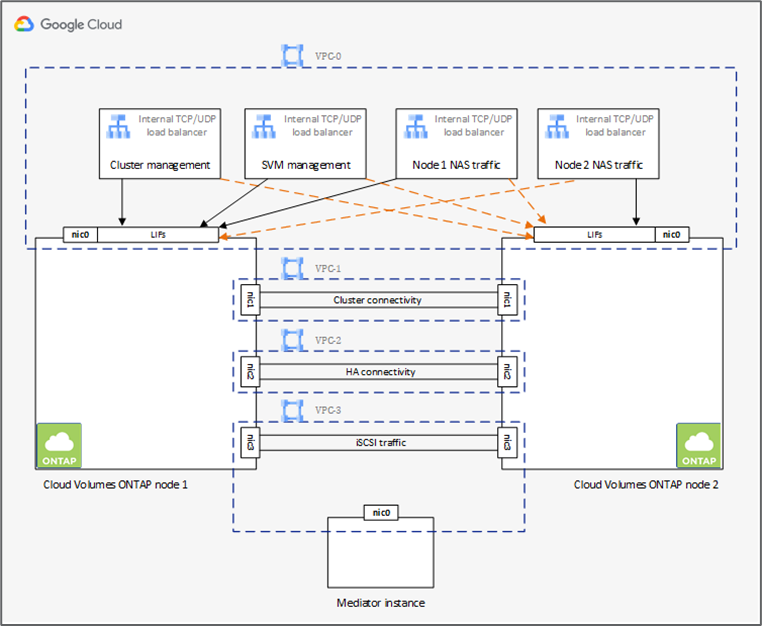 Google Cloud
VPC-0
Internal TCP/UDP
load balancer
Cluster management
Internal TCP/UDP
load balancer
SVM management
Internal TCP/UDP
load balancer
Node 1 NAS traffic
Internal TCP/UDP
load balancer
Node 2 NAS traffic
nic0
LIFs
LIFs
nic0
VPC-1
nic1
Cluster connectivity
nic1
VPC-2
nic2
HA connectivity
nic2
VPC-3
nic3
iSCSI traffic
nic3
ONTAP
ONTAP
Cloud Volumes ONTAP node 1
Cloud Volumes ONTAP node 2
nic0
Mediator instance